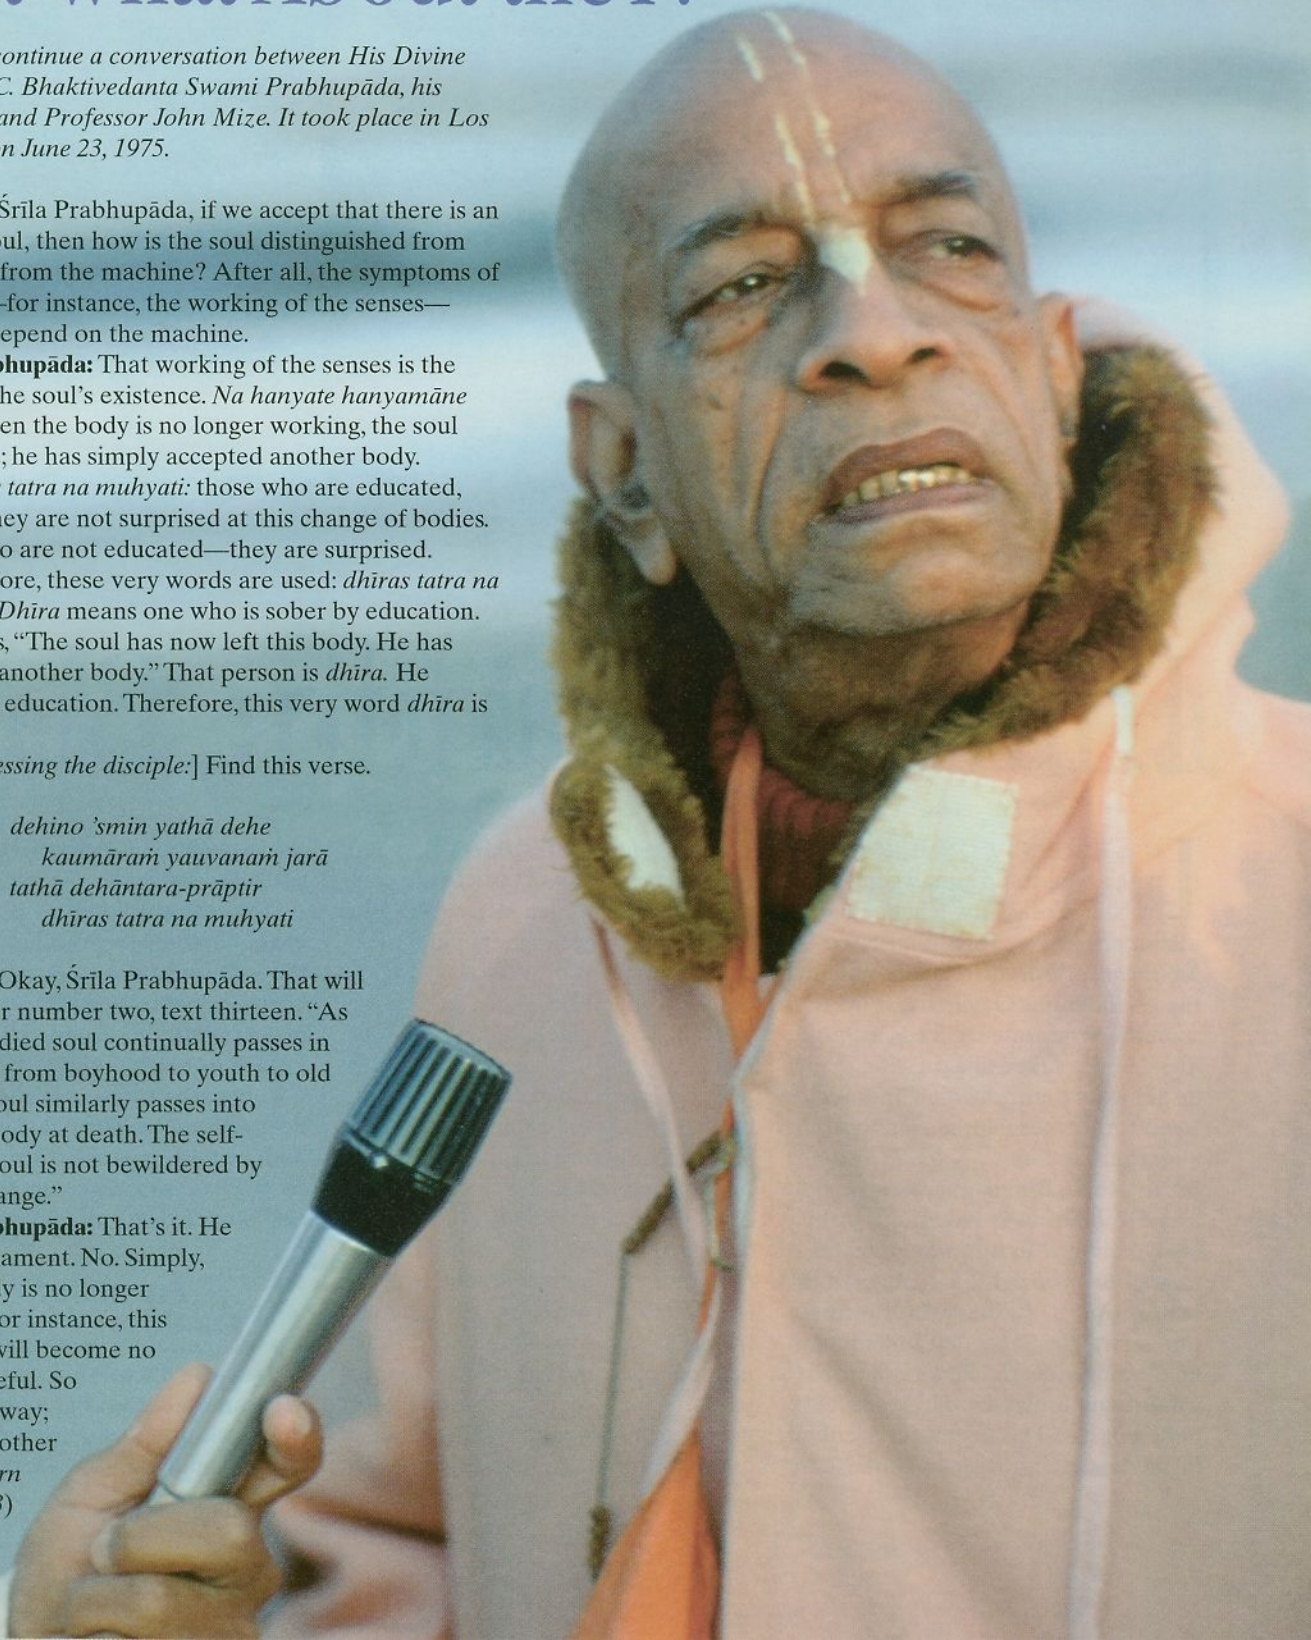 What About the
ontinue a conversation between His Divine
C. Bhaktivedanta Swami Prabhupāda, his
and Professor John Mize. It took place in Los
n June 23, 1975.
Śrīla Prabhupāda, if we accept that there is an
ul, then how is the soul distinguished from
from the machine? After all, the symptoms of
–for instance, the working of the senses—
epend on the machine.
bhupāda: That working of the senses is the
he soul’s existence. Na hanyate hanyamāne
en the body is no longer working, the soul
; he has simply accepted another body.
tatra na muhyati: those who are educated,
ey are not surprised at this change of bodies.
o are not educated—they are surprised.
ore, these very words are used: dhīras tatra na
Dhīra means one who is sober by education.
s, “The soul has now left this body. He has
another body.” That person is dhīra. He
education. Therefore, this very word dhīra is
essing the disciple:] Find this verse.
dehino ’smin yathā dehe
kaumāraṁ yauvanaṁ jarā
tathā dehāntara-prāptir
dhīras tatra na muhyati
Okay, Śrīla Prabhupāda. That will
r number two, text thirteen. “As
died soul continually passes in
from boyhood to youth to old
oul similarly passes into
ody at death. The self-
oul is not bewildered by
ange.”
bhupāda: That’s it. He
ament. No. Simply,
y is no longer
or instance, this
will become no
eful. So
way;
other
rn
3)